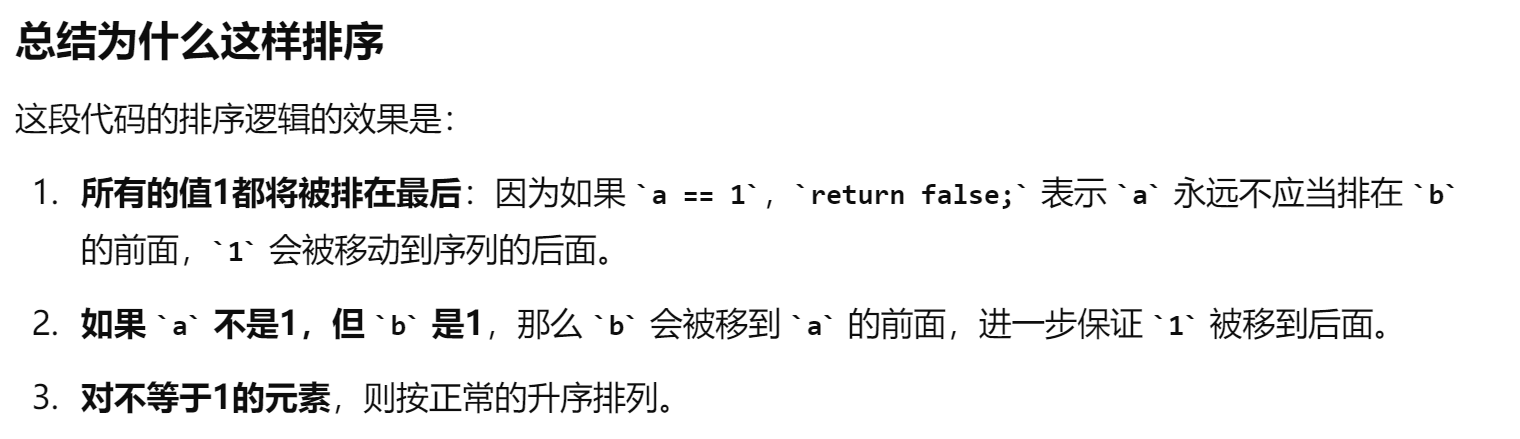 总结为什么这样排序
这段代码的排序逻辑的效果是：
1. 所有的值1都将被排在最后：因为如果 `a == 1`，`return false;` 表示 `a` 永远不应当排在 `b`
的前面，`1` 会被移动到序列的后面。
2. 如果 `a` 不是1，但 `b` 是1，那么 `b` 会被移到 `a` 的前面，进一步保证 `1` 被移到后面。
3. 对不等于1的元素，则按正常的升序排列。